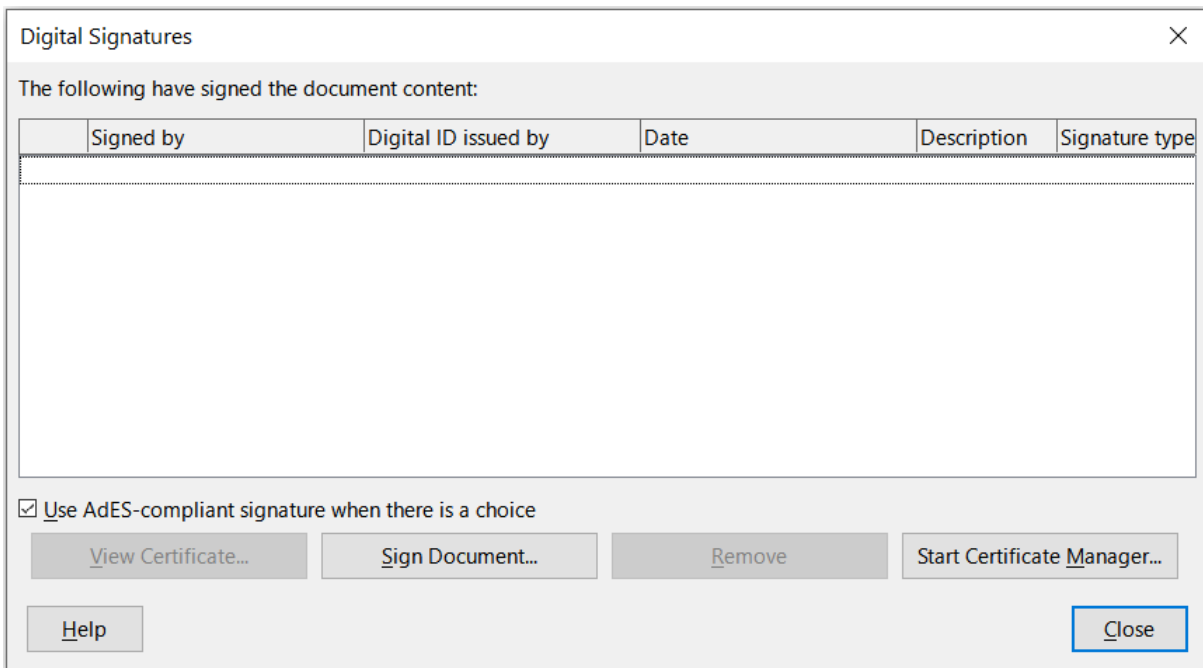 Digital Signatures
The following have signed the document content:
Signed by Digital ID issued by Date Description Signature type
Use AdES-compliant signature when there is a choice
View Certificate... Sign Document... Remove Start Certificate Manager...
Help Close